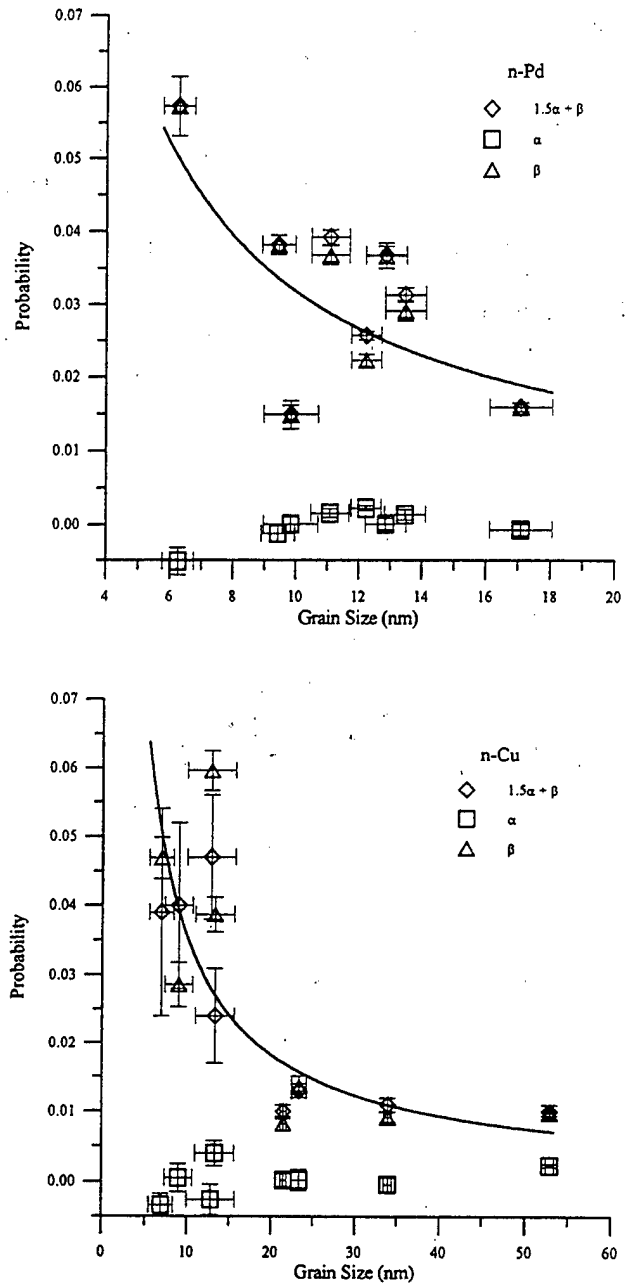 0.07
0.06
0.05
0.04
0.03
0.02
0.01
0.00
Probability
n-Pd
1.5α + β
α
β
4 6 8 10 12 14 16 18 20
Grain Size (nm)
0.07
0.06
0.05
0.04
0.03
0.02
0.01
0.00
Probability
n-Cu
1.5α + β
α
β
0 10 20 30 40 50 60
Grain Size (nm)